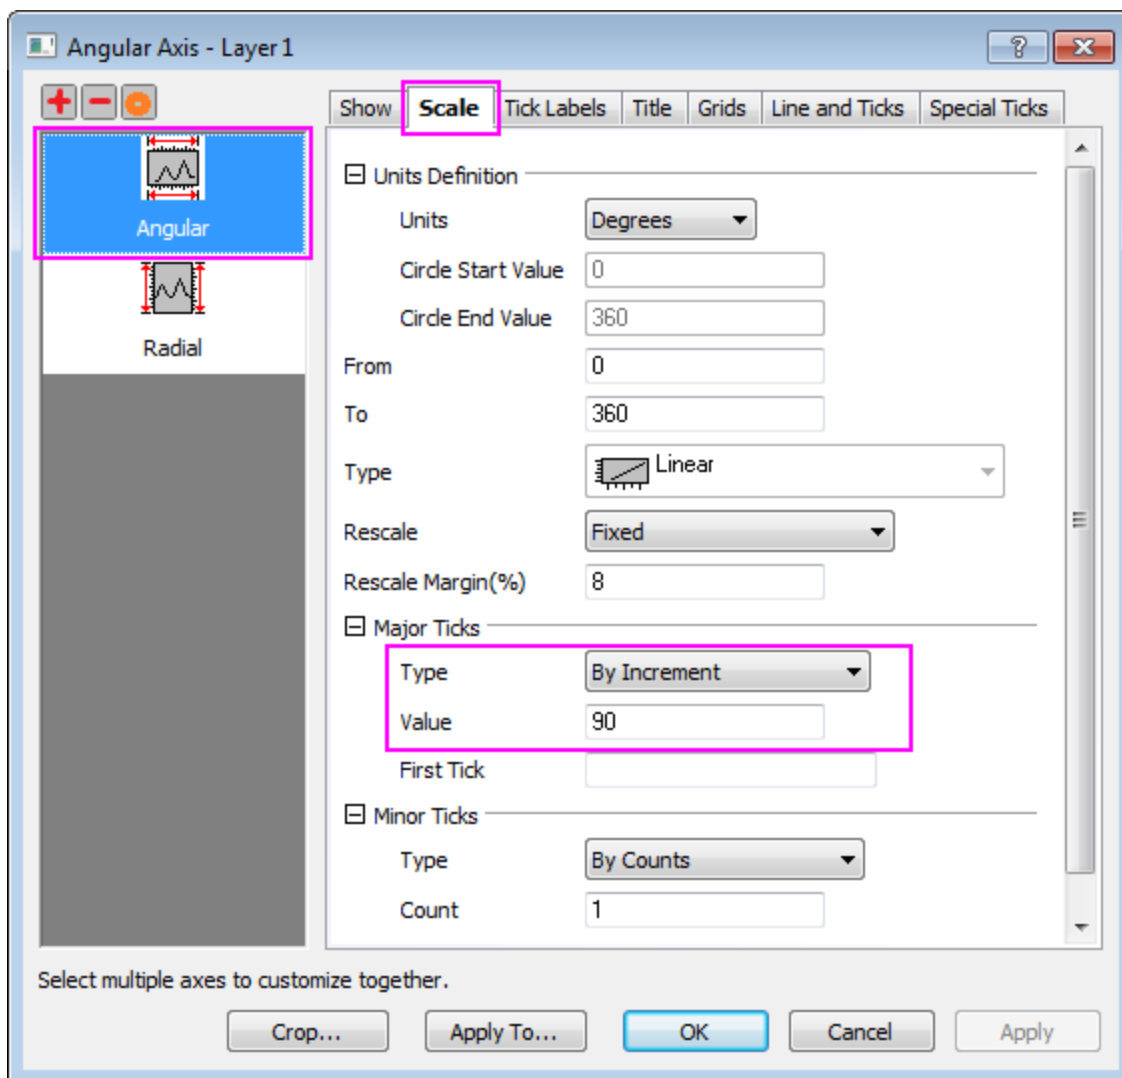 Angular Axis - Layer 1
Show Scale Tick Labels Title Grids Line and Ticks Special Ticks
Angular
Radial
Units Definition
Units Degrees
Circle Start Value 0
Circle End Value 360
From 0
To 360
Type Linear
Rescale Fixed
Rescale Margin(%) 8
Major Ticks
Type By Increment
Value 90
First Tick
Minor Ticks
Type By Counts
Count 1
Select multiple axes to customize together.
Crop... Apply To... OK Cancel Apply